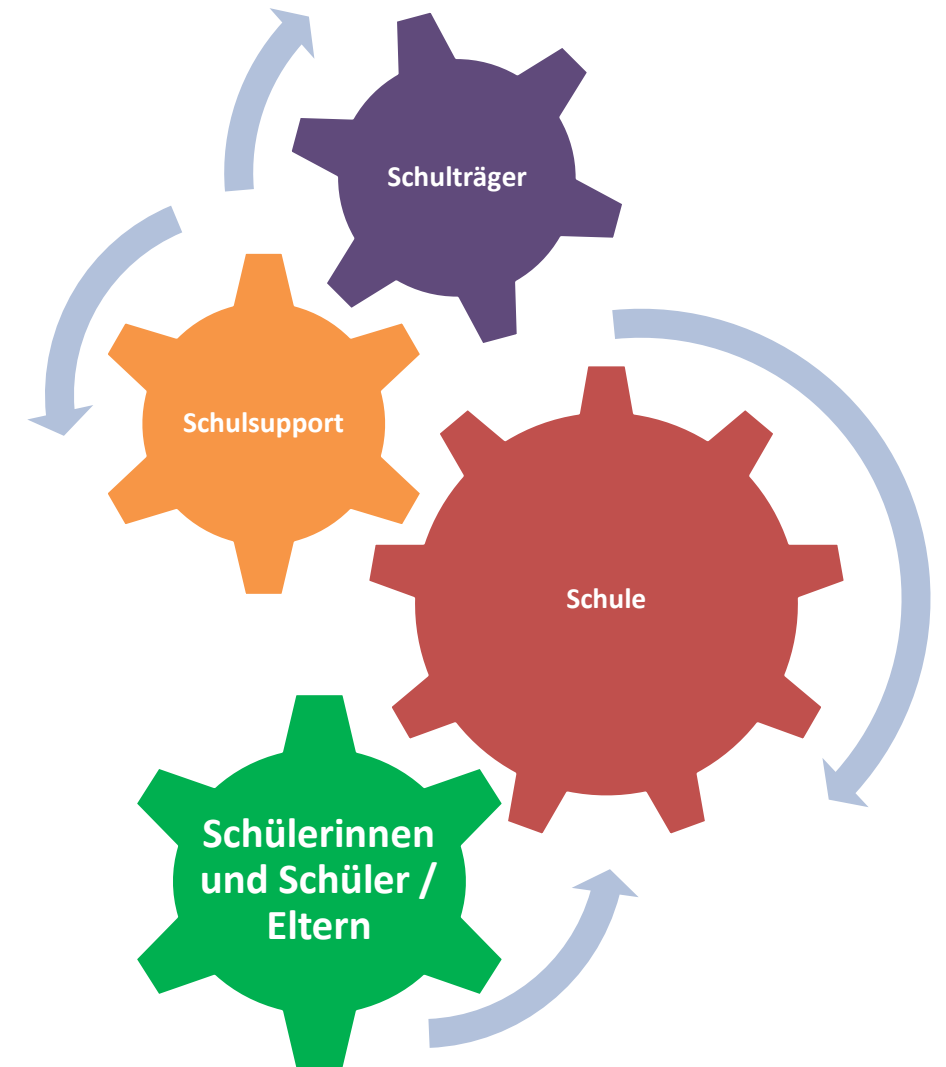 Schulträger
Schulsupport
Schule
Schülerinnen
und Schüler /
Eltern